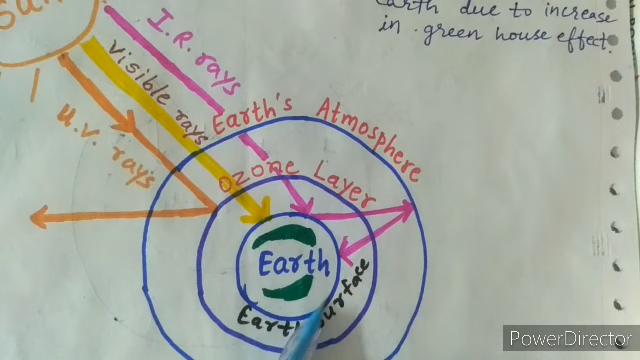 Sun
Earth due to increase
in green house effect.
I.R. rays
visible rays
U.V. rays
Earth's Atmosphere
Ozone Layer
Earth
Earth surface
PowerDirector